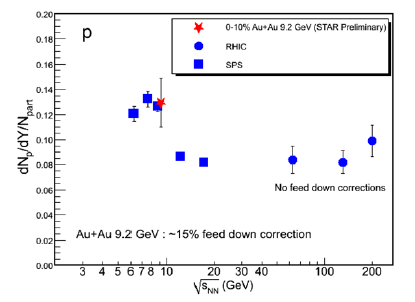 p
0-10% Au+Au 9.2 GeV (STAR Preliminary)
RHIC
SPS
dN_p/dY/N_part
0.20
0.18
0.16
0.14
0.12
0.10
0.08
0.06
0.04
0.02
0.00
No feed down corrections
Au+Au 9.2 GeV : ~15% feed down correction
3 4 5 6 7 8 10 20 30 40 100 200
√s_NN (GeV)